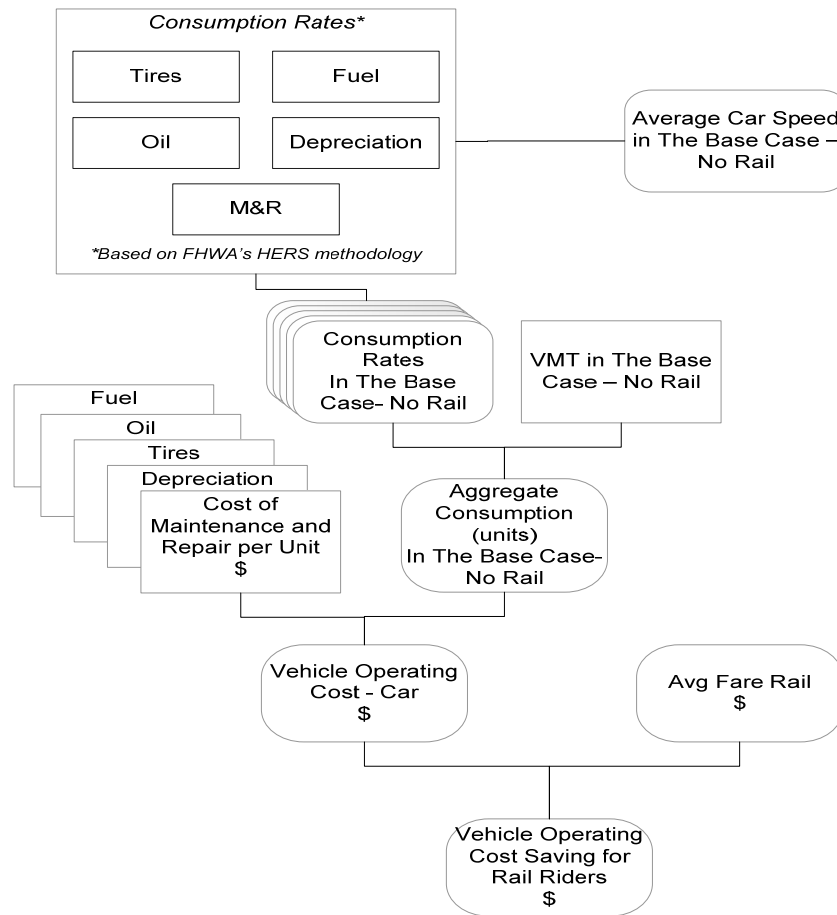 Consumption Rates*
Tires
Fuel
Oil
Depreciation
M&R
*Based on FHWA's HERS methodology
Average Car Speed
in The Base Case –
No Rail
Consumption
Rates
In The Base
Case- No Rail
VMT in The Base
Case – No Rail
Fuel
Oil
Tires
Depreciation
Cost of
Maintenance and
Repair per Unit
$
Aggregate
Consumption
(units)
In The Base Case-
No Rail
Vehicle Operating
Cost - Car
$
Avg Fare Rail
$
Vehicle Operating
Cost Saving for
Rail Riders
$